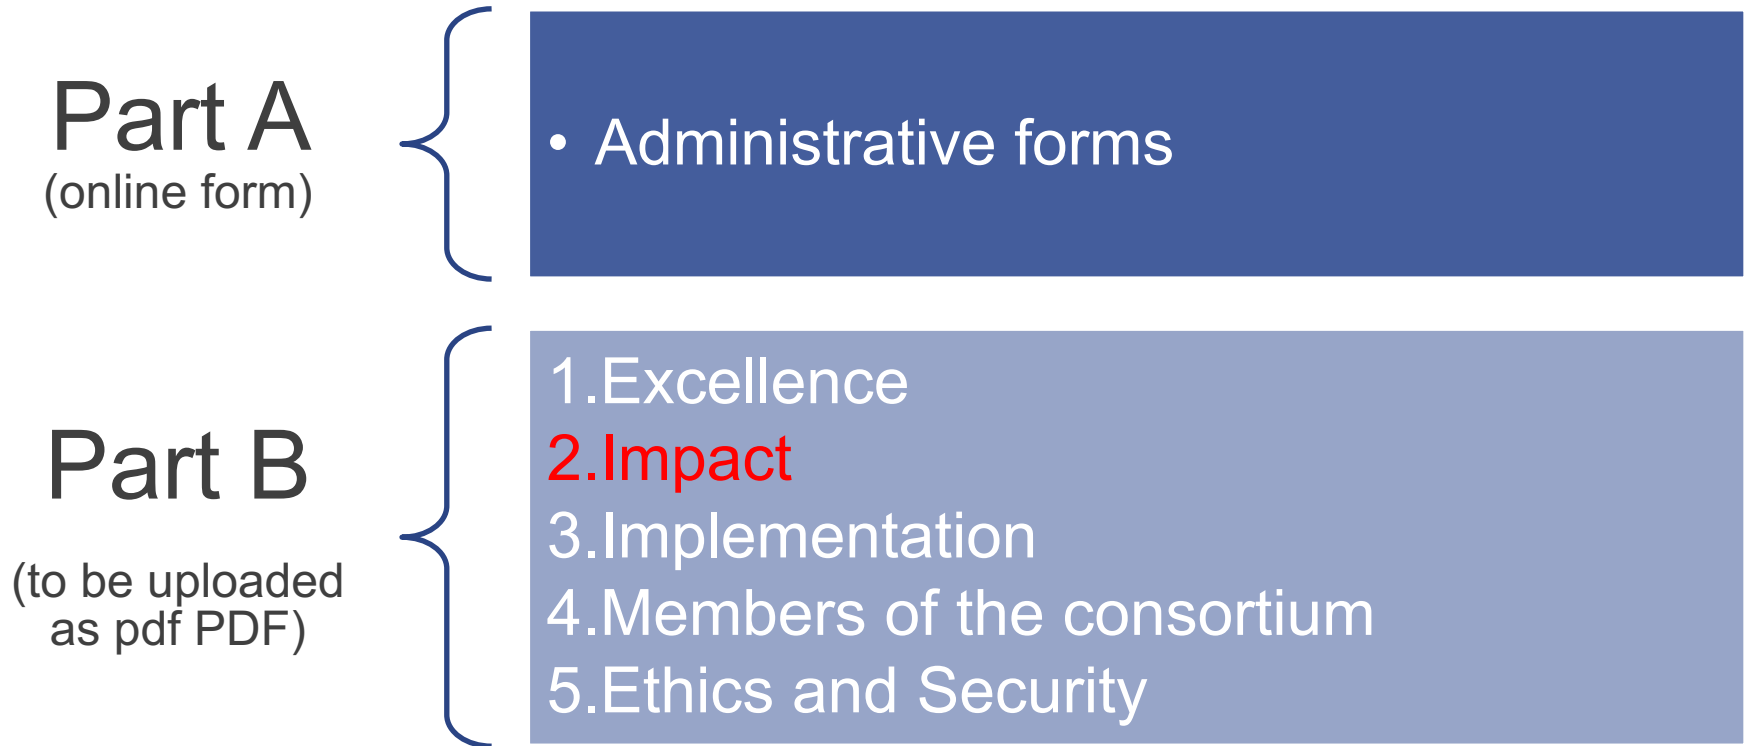 Part A
(online form)
• Administrative forms
Part B
(to be uploaded
as pdf PDF)
1.Excellence
2.Impact
3.Implementation
4.Members of the consortium
5.Ethics and Security